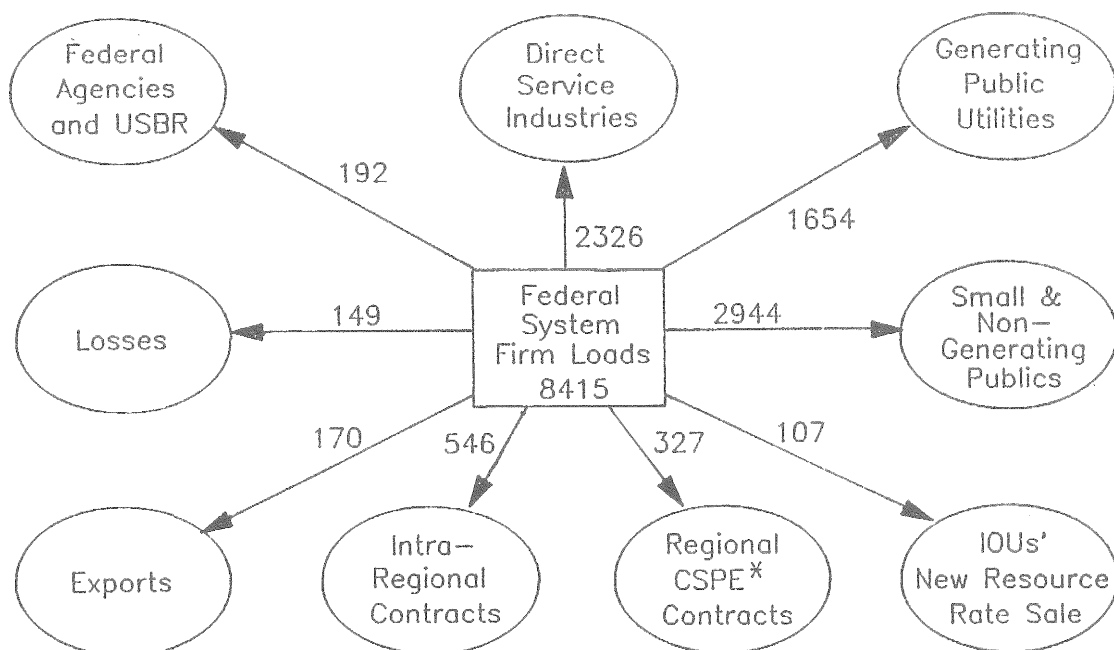 Federal
Agencies
and USBR
Direct
Service
Industries
Generating
Public
Utilities
192
2326
1654
Losses
149
Federal
System
Firm Loads
8415
2944
Small &
Non-
Generating
Publics
170
546
327
107
Exports
Intra-
Regional
Contracts
Regional
CSPE*
Contracts
IOUs'
New Resource
Rate Sale